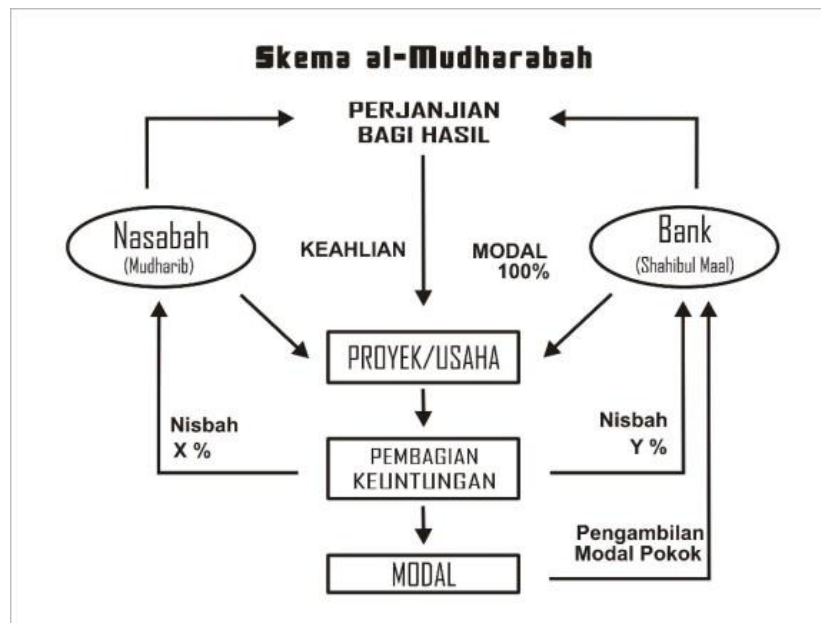 Skema al-Mudharabah
PERJANJIAN
BAGI HASIL
Nasabah
(Mudharib)
KEAHLIAN
MODAL
100%
Bank
(Shahibul Maal)
PROYEK/USAHA
Nisbah
X %
PEMBAGIAN
KEUNTUNGAN
Nisbah
Y %
MODAL
Pengambilan
Modal Pokok